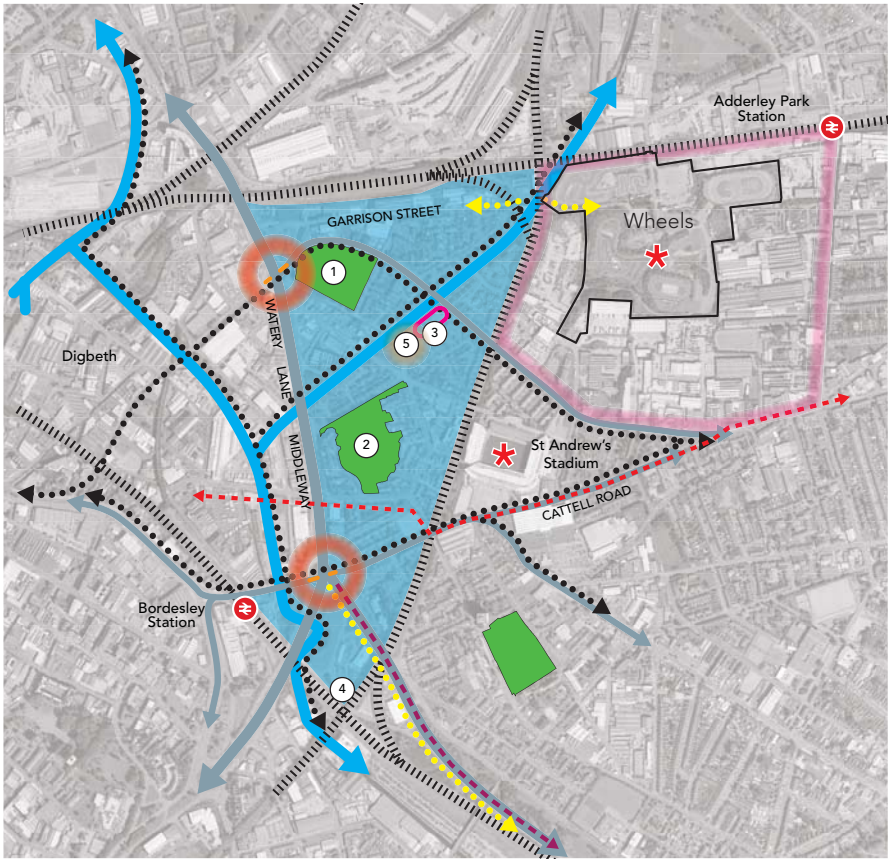 Adderley Park
Station
GARRISON STREET
Wheels
1
WATERY LANE MIDDLEWAY
3
5
Digbeth
2
St Andrew's
Stadium
CATTELL ROAD
Bordesley
Station
4